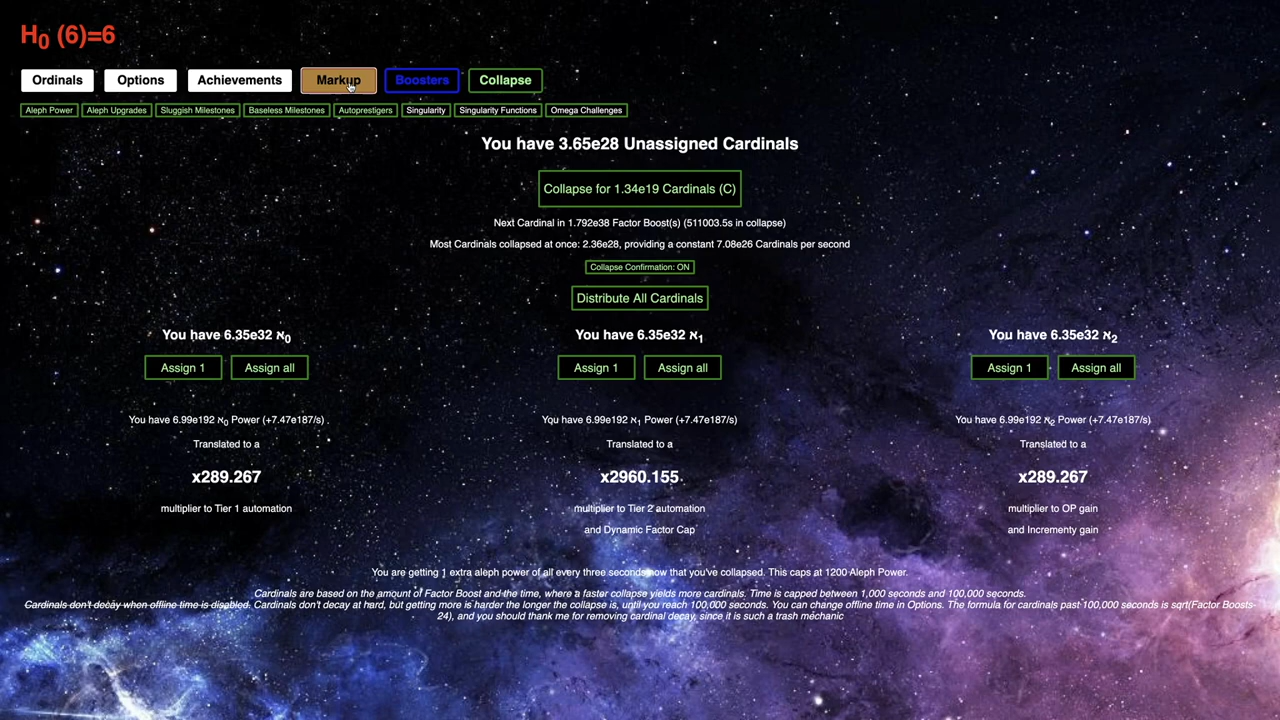 H₀ (6)=6
Ordinals Options Achievements Markup Boosters Collapse
Aleph Power Aleph Upgrades Sluggish Milestones Baseless Milestones Autoprestigers Singularity Singularity Functions Omega Challenges
You have 3.65e28 Unassigned Cardinals
Collapse for 1.34e19 Cardinals (C)
Next Cardinal in 1.792e38 Factor Boost(s) (511003.5s in collapse)
Most Cardinals collapsed at once: 2.36e28, providing a constant 7.08e26 Cardinals per second
Collapse Confirmation: ON
Distribute All Cardinals
You have 6.35e32 ℵ₀ You have 6.35e32 ℵ₁ You have 6.35e32 ℵ₂
Assign 1 Assign all Assign 1 Assign all Assign 1 Assign all
You have 6.99e192 ℵ₀ Power (+7.47e187/s) You have 6.99e192 ℵ₁ Power (+7.47e187/s) You have 6.99e192 ℵ₂ Power (+7.47e187/s)
Translated to a Translated to a Translated to a
x289.267 x2960.155 x289.267
multiplier to Tier 1 automation multiplier to Tier 2 automation multiplier to OP gain
and Dynamic Factor Cap and Incrementy gain
You are getting 1 extra aleph power of all every three seconds now that you've collapsed. This caps at 1200 Aleph Power.
Cardinals are based on the amount of Factor Boost and the time, where a faster collapse yields more cardinals. Time is capped between 1,000 seconds and 100,000 seconds.
Cardinals don't decay when offline time is disabled. Cardinals don't decay at hard, but getting more is harder the longer the collapse is, until you reach 100,000 seconds. You can change offline time in Options. The formula for cardinals past 100,000 seconds is sqrt(Factor Boosts-
24), and you should thank me for removing cardinal decay, since it is such a trash mechanic